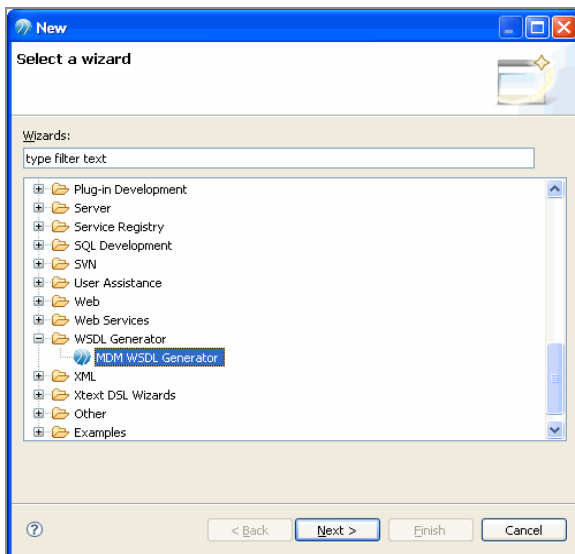 New
Select a wizard
Wizards:
type filter text
Plug-in Development
Server
Service Registry
SQL Development
SVN
User Assistance
Web
Web Services
WSDL Generator
MDM WSDL Generator
XML
Xtext DSL Wizards
Other
Examples
? < Back Next > Finish Cancel